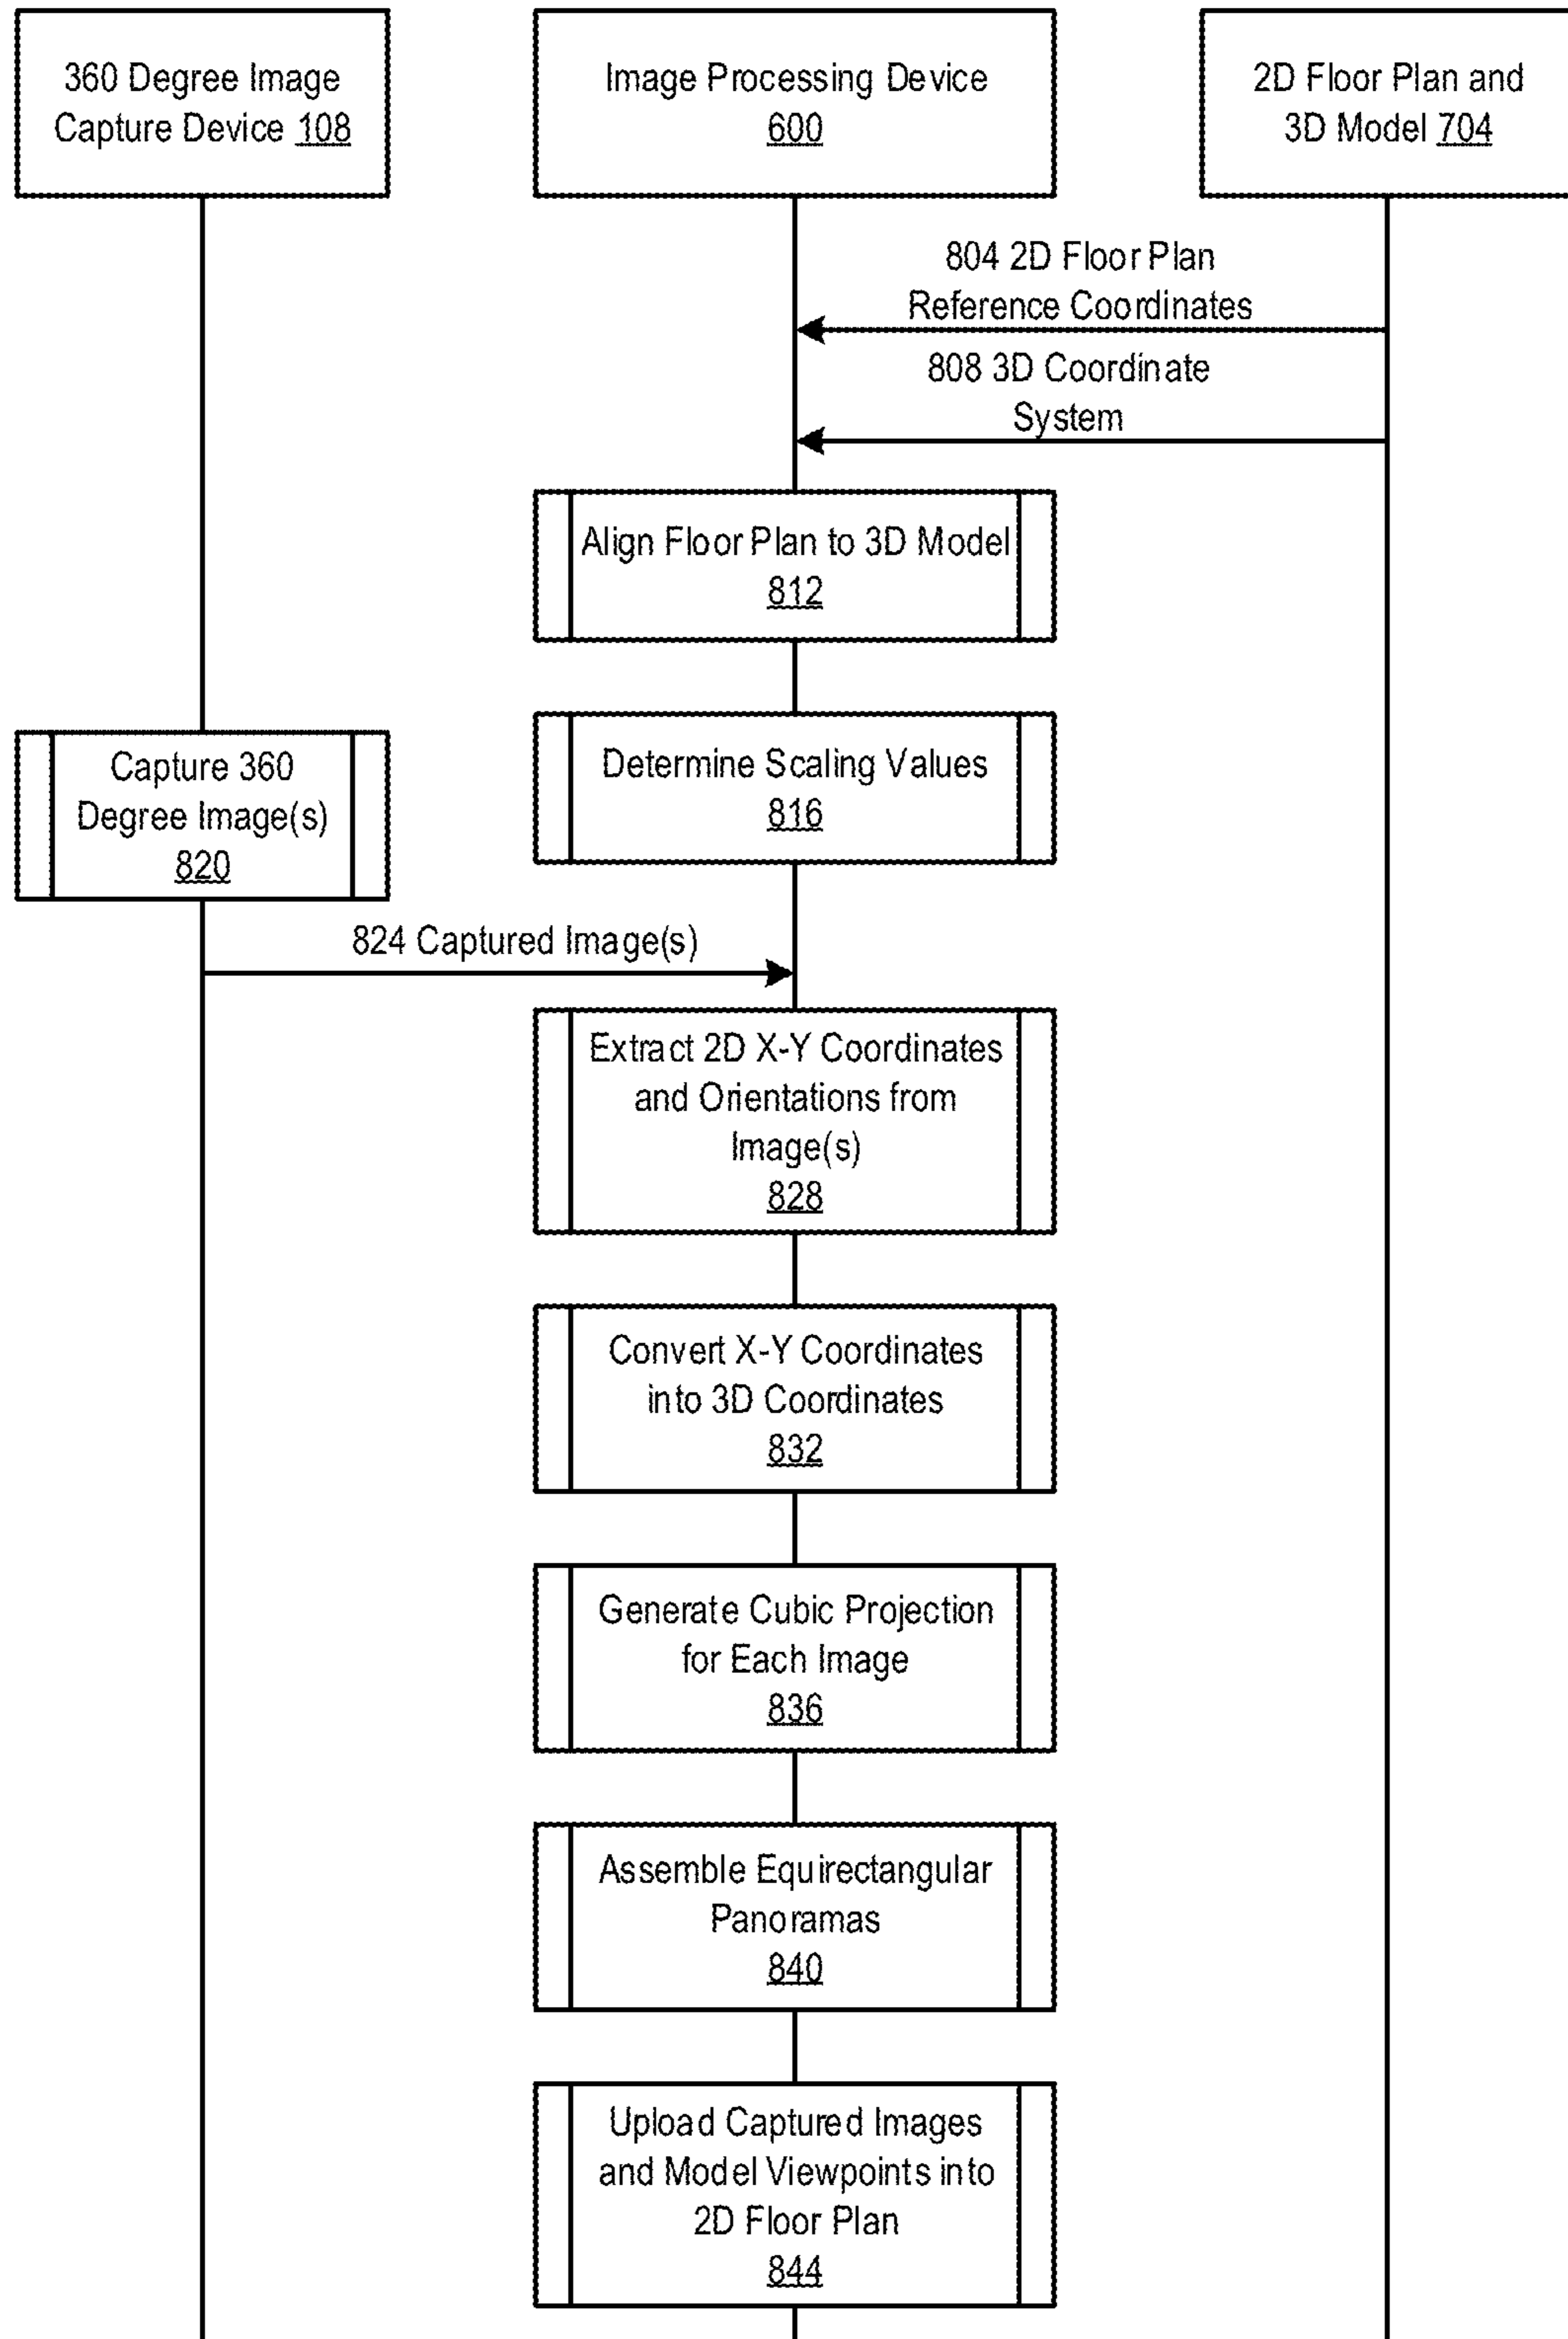 360 Degree Image
Capture Device 108
Image Processing Device
600
2D Floor Plan and
3D Model 704
804 2D Floor Plan
Reference Coordinates
808 3D Coordinate
System
Align Floor Plan to 3D Model
812
Determine Scaling Values
816
Capture 360
Degree Image(s)
820
824 Captured Image(s)
Extract 2D X-Y Coordinates
and Orientations from
Image(s)
828
Convert X-Y Coordinates
into 3D Coordinates
832
Generate Cubic Projection
for Each Image
836
Assemble Equirectangular
Panoramas
840
Upload Captured Images
and Model Viewpoints into
2D Floor Plan
844